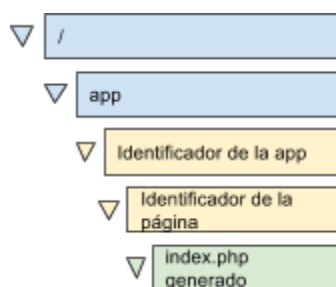 /
app
Identificador de la app
Identificador de la
página
index.php
generado